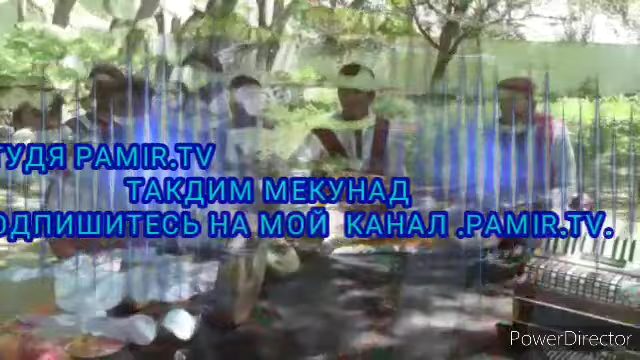 ТУДЯ PAMIR.TV
ТАКДИМ МЕКУНАД
ОДПИШИТЕСЬ НА МОЙ КАНАЛ .PAMIR.TV.
PowerDirector